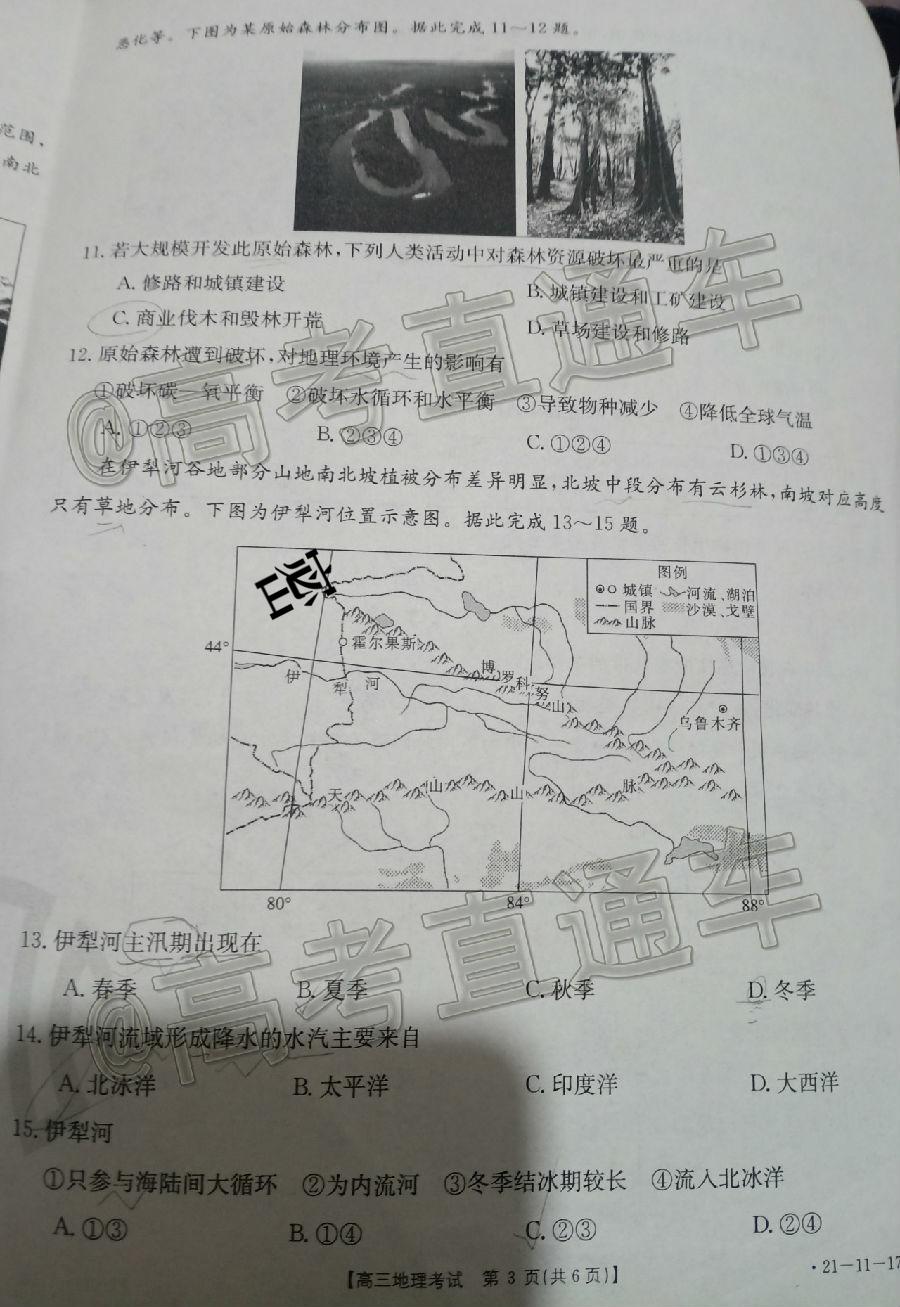 恶化等。下图为某原始森林分布图。据此完成11～12题。
范围、
南北
11. 若大规模开发此原始森林,下列人类活动中对森林资源破坏最严重的是
A. 修路和城镇建设
B. 城镇建设和工矿建设
C. 商业伐木和毁林开荒
D. 草场建设和修路
12. 原始森林遭到破坏,对地理环境产生的影响有
①破坏碳—氧平衡 ②破坏水循环和水平衡 ③导致物种减少 ④降低全球气温
A. ①②③ B. ②③④ C. ①②④ D. ①③④
在伊犁河谷地部分山地南北坡植被分布差异明显,北坡中段分布有云杉林,南坡对应高度
只有草地分布。下图为伊犁河位置示意图。据此完成13～15题。
密
图例
城镇 河流、湖泊
国界 沙漠、戈壁
山脉
44°
霍尔果斯
伊犁河
博罗科努山
乌鲁木齐
天山山脉
80° 84° 88°
13. 伊犁河主汛期出现在
A. 春季 B. 夏季 C. 秋季 D. 冬季
14. 伊犁河流域形成降水的水汽主要来自
A. 北冰洋 B. 太平洋 C. 印度洋 D. 大西洋
15. 伊犁河
①只参与海陆间大循环 ②为内流河 ③冬季结冰期较长 ④流入北冰洋
A. ①③ B. ①④ C. ②③ D. ②④
【高三地理考试 第3页(共6页)】
·21-11-17
@高考直通车
@高考直通车